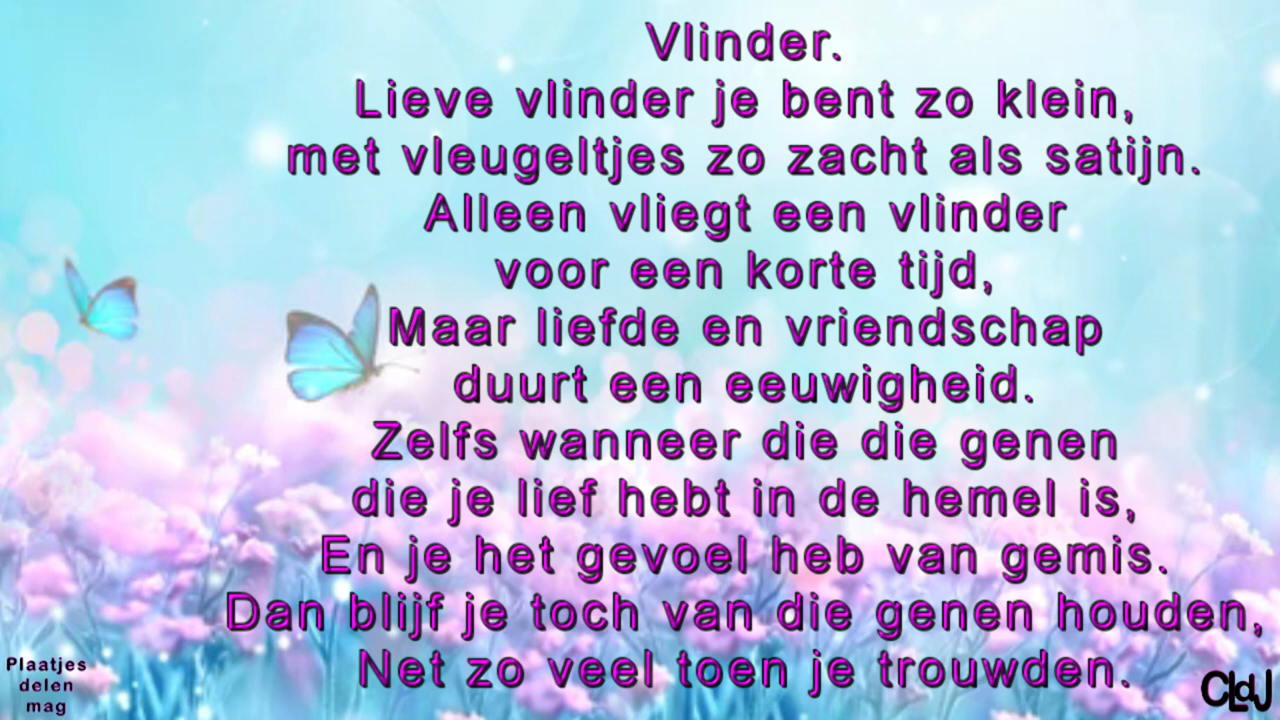 Vlinder.
Lieve vlinder je bent zo klein,
met vleugeltjes zo zacht als satijn.
Alleen vliegt een vlinder
voor een korte tijd,
Maar liefde en vriendschap
duurt een eeuwigheid.
Zelfs wanneer die die genen
die je lief hebt in de hemel is,
En je het gevoel heb van gemis.
Dan blijf je toch van die genen houden,
Net zo veel toen je trouwden.
Plaatjes
delen
mag
CLdJ